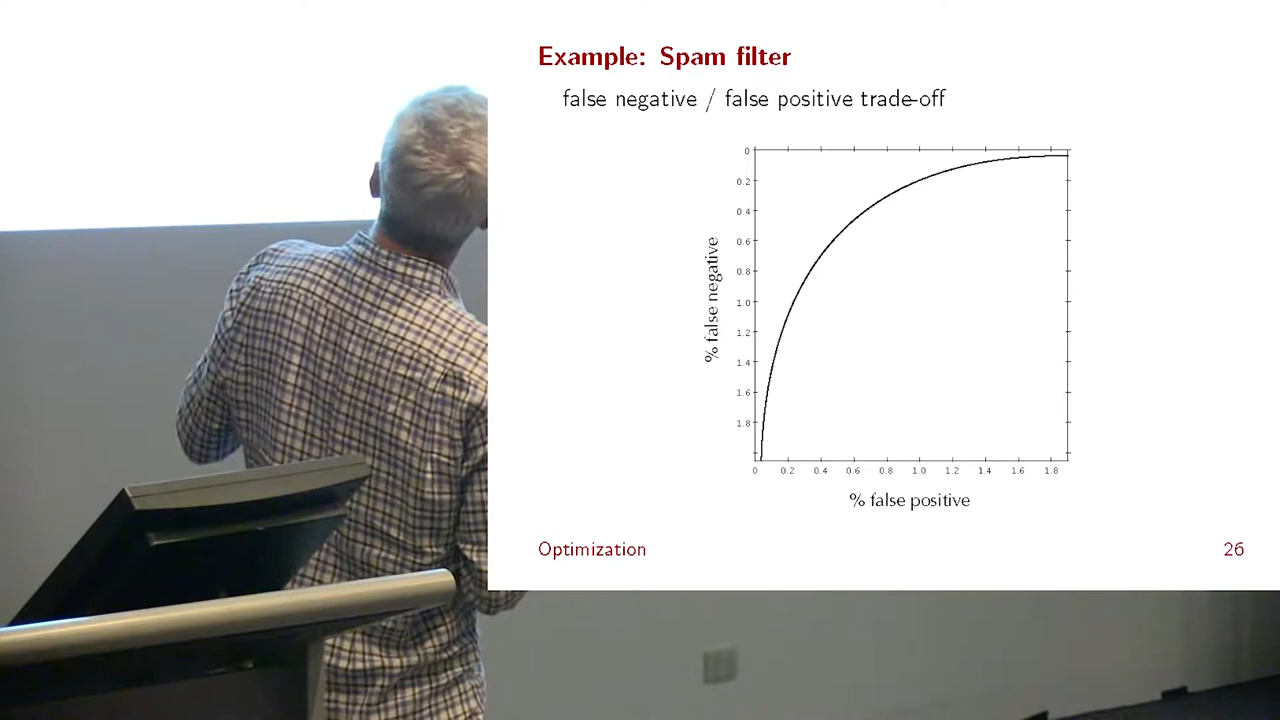 Example: Spam filter
false negative / false positive trade-off
0
0.2
0.4
0.6
0.8
1.0
1.2
1.4
1.6
1.8
% false negative
0 0.2 0.4 0.6 0.8 1.0 1.2 1.4 1.6 1.8
% false positive
Optimization 26